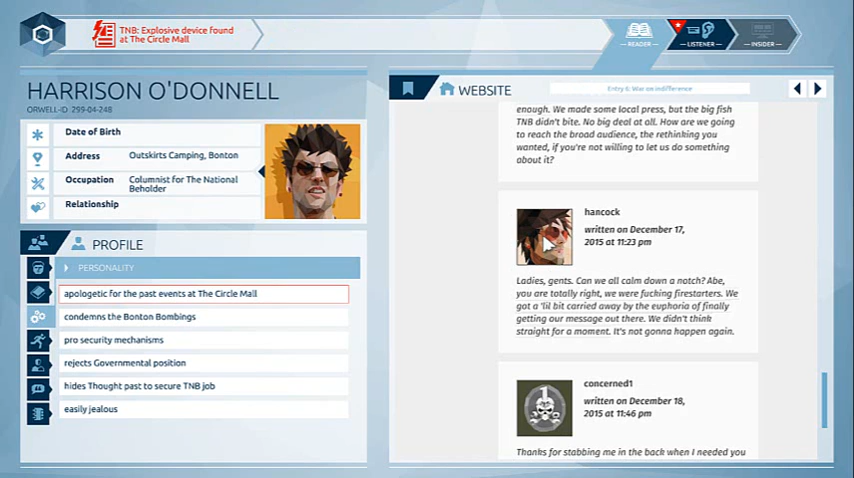 TNB: Explosive device found
at The Circle Mall
— READER —
— LISTENER —
— INSIDER —
HARRISON O'DONNELL
ORWELL-ID: 299-04-248
Date of Birth
Address Outskirts Camping, Bonton
Occupation Columnist for The National
Beholder
Relationship
PROFILE
PERSONALITY
apologetic for the past events at The Circle Mall
condemns the Bonton Bombings
pro security mechanisms
rejects Governmental position
hides Thought past to secure TNB job
easily jealous
WEBSITE
Entry 6: War on indifference
enough. We made some local press, but the big fish
TNB didn't bite. No big deal at all. How are we going
to reach the broad audience, the rethinking you
wanted, if you're not willing to let us do something
about it?
hancock
written on December 17,
2015 at 11:23 pm
Ladies, gents. Can we all calm down a notch? Abe,
you are totally right, we were fucking firestarters. We
got a 'lil bit carried away by the euphoria of finally
getting our message out there. We didn't think
straight for a moment. It's not gonna happen again.
concerned1
written on December 18,
2015 at 11:46 pm
Thanks for stabbing me in the back when I needed you